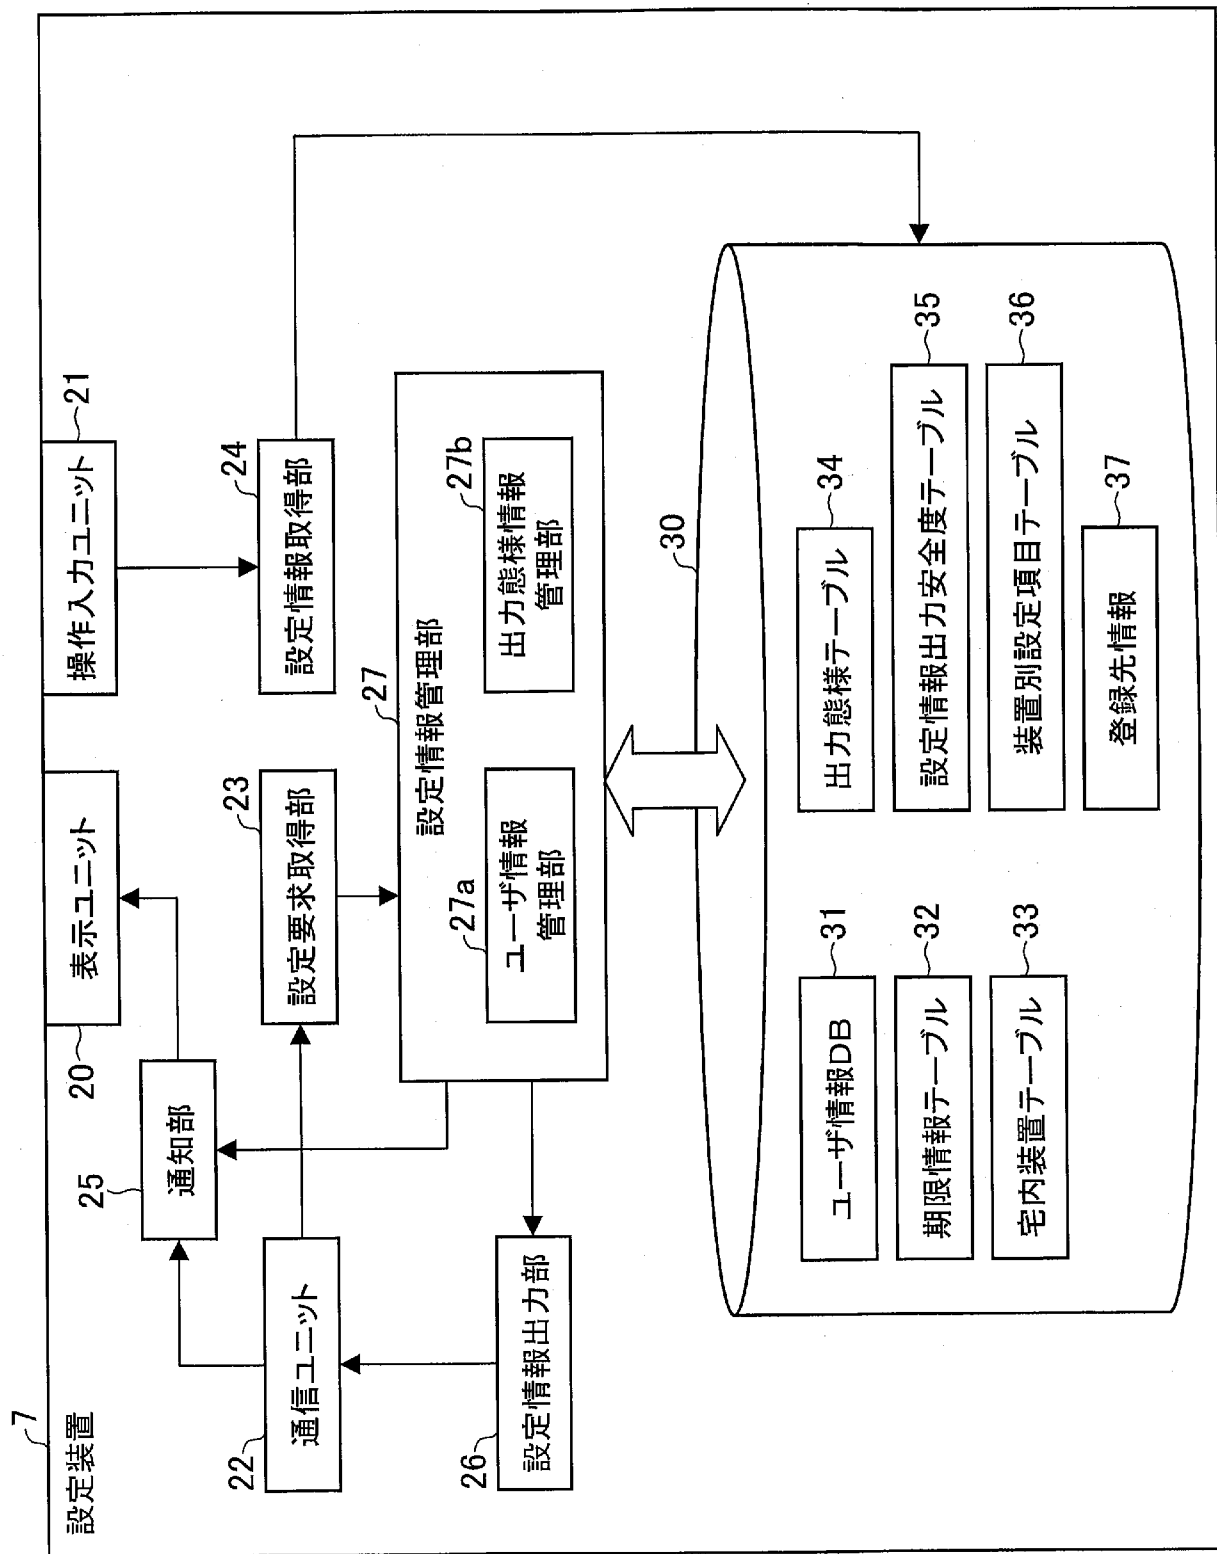 設定装置
7
表示ユニット
20
操作入力ユニット
21
通知部
25
通信ユニット
22
設定要求取得部
23
設定情報取得部
24
設定情報管理部
27
ユーザ情報
管理部
27a
出力態様情報
管理部
27b
設定情報出力部
26
30
ユーザ情報DB
31
期限情報テーブル
32
宅内装置テーブル
33
出力態様テーブル
34
設定情報出力安全度テーブル
35
装置別設定項目テーブル
36
登録先情報
37